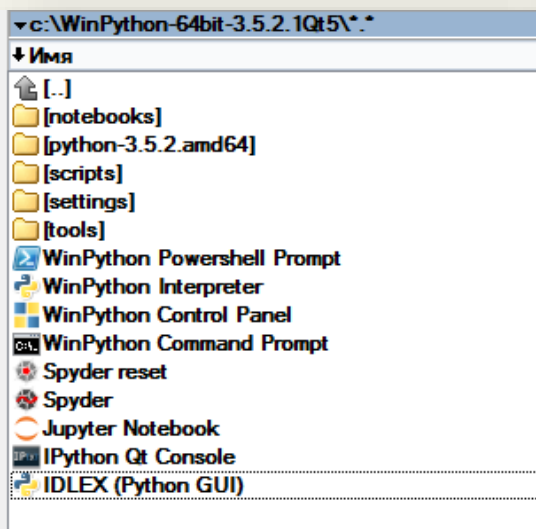 c:\WinPython-64bit-3.5.2.1Qt5\*.*
Имя
[..]
[notebooks]
[python-3.5.2.amd64]
[scripts]
[settings]
[tools]
WinPython Powershell Prompt
WinPython Interpreter
WinPython Control Panel
WinPython Command Prompt
Spyder reset
Spyder
Jupyter Notebook
IPython Qt Console
IDLEX (Python GUI)